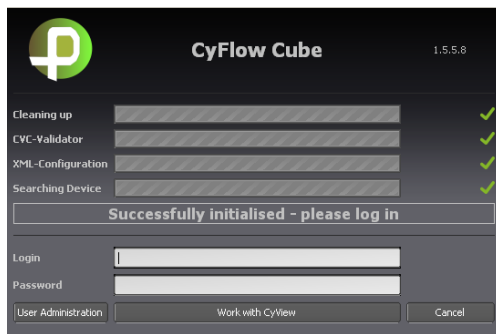 CyFlow Cube 1.5.5.8
Cleaning up
CVC-Validator
XML-Configuration
Searching Device
Successfully initialised - please log in
Login
Password
User Administration Work with CyView Cancel